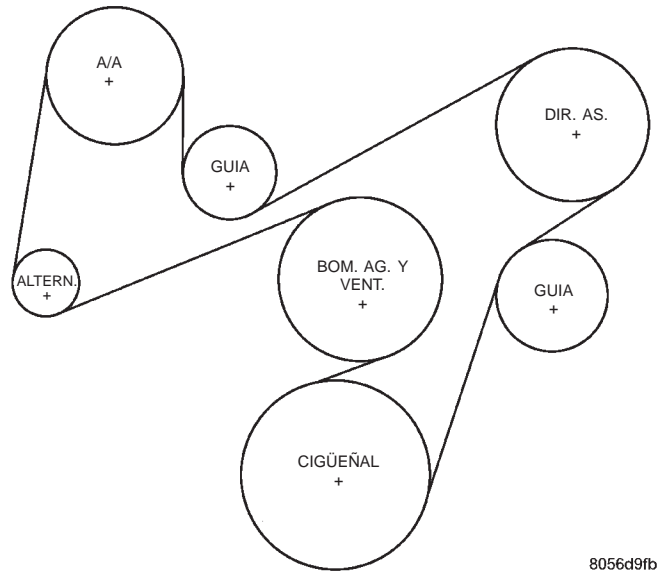 A/A
+
DIR. AS.
+
GUIA
+
BOM. AG. Y
VENT.
+
ALTERN.
+
GUIA
+
CIGÜEÑAL
+
8056d9fb